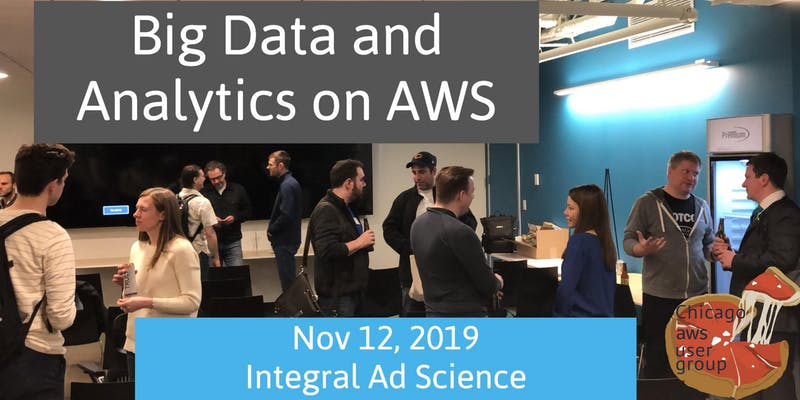 Big Data and
Analytics on AWS
Nov 12, 2019
Integral Ad Science
Chicago
aws
user
group